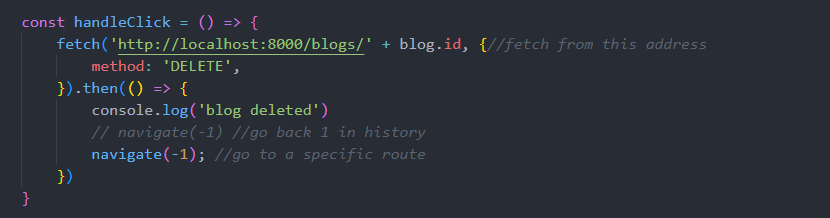 const handleClick = () => {
    fetch('http://localhost:8000/blogs/' + blog.id, {//fetch from this address
        method: 'DELETE',
    }).then(() => {
        console.log('blog deleted')
        // navigate(-1) //go back 1 in history
        navigate(-1); //go to a specific route
    })
}